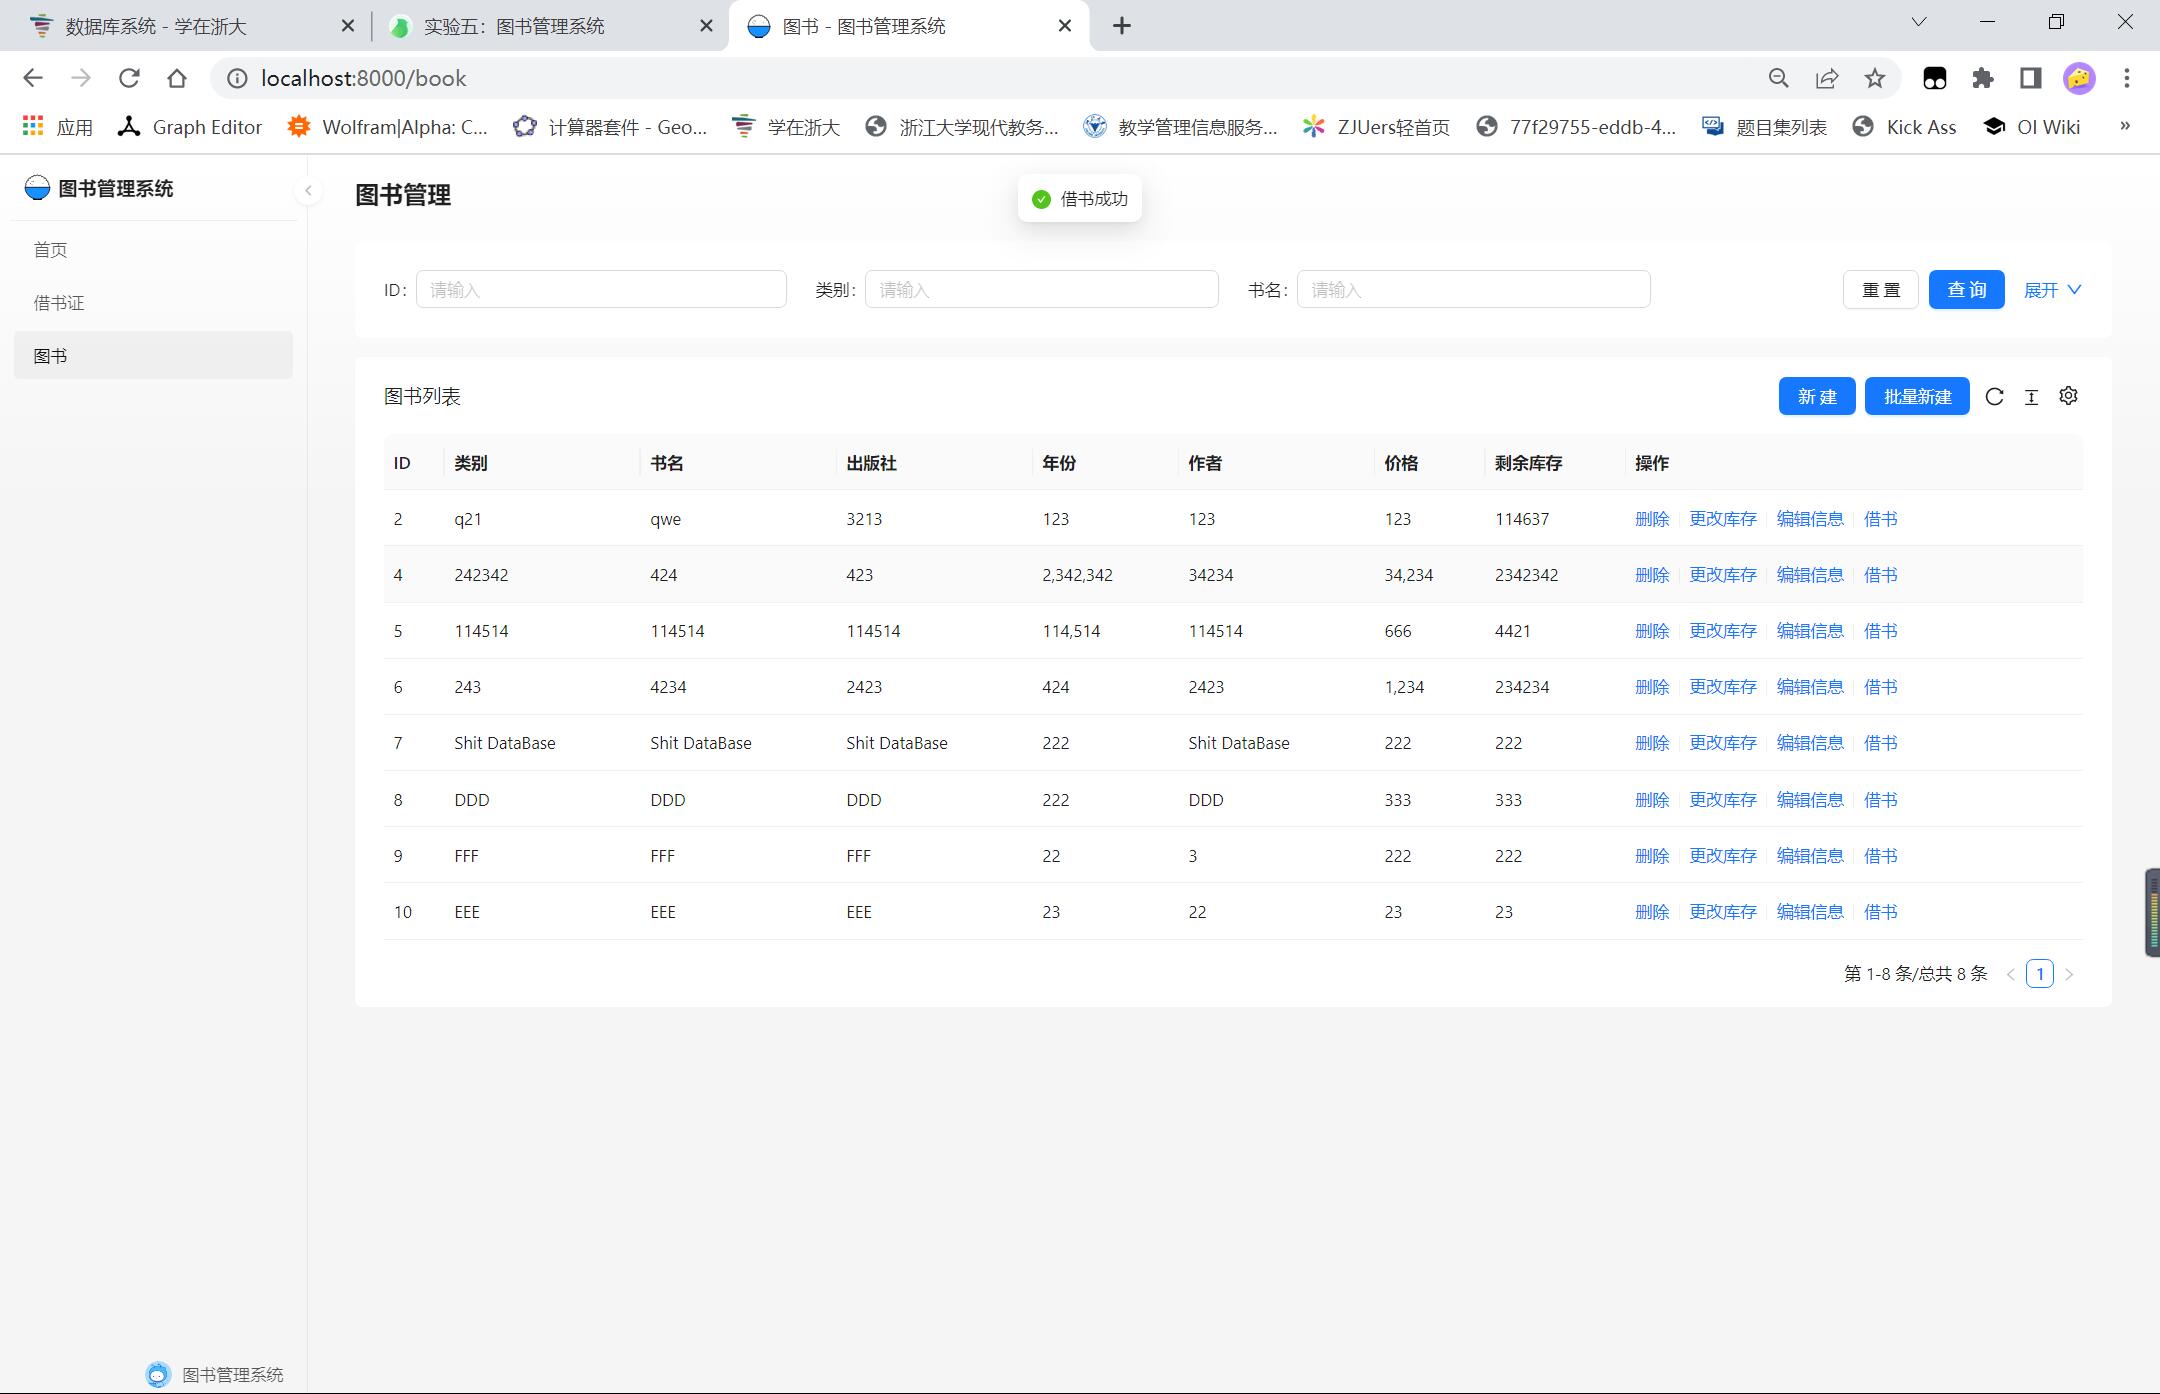 数据库系统 - 学在浙大
实验五：图书管理系统
图书 - 图书管理系统
localhost:8000/book
应用 Graph Editor Wolfram|Alpha: C... 计算器套件 - Geo... 学在浙大 浙江大学现代教务... 教学管理信息服务... ZJUers轻首页 77f29755-eddb-4... 题目集列表 Kick Ass OI Wiki »
图书管理系统
首页
借书证
图书
图书管理
借书成功
ID: 请输入 类别: 请输入 书名: 请输入 重 置 查 询 展开
图书列表 新 建 批量新建
ID 类别 书名 出版社 年份 作者 价格 剩余库存 操作
2 q21 qwe 3213 123 123 123 114637 删除 更改库存 编辑信息 借书
4 242342 424 423 2,342,342 34234 34,234 2342342 删除 更改库存 编辑信息 借书
5 114514 114514 114514 114,514 114514 666 4421 删除 更改库存 编辑信息 借书
6 243 4234 2423 424 2423 1,234 234234 删除 更改库存 编辑信息 借书
7 Shit DataBase Shit DataBase Shit DataBase 222 Shit DataBase 222 222 删除 更改库存 编辑信息 借书
8 DDD DDD DDD 222 DDD 333 333 删除 更改库存 编辑信息 借书
9 FFF FFF FFF 22 3 222 222 删除 更改库存 编辑信息 借书
10 EEE EEE EEE 23 22 23 23 删除 更改库存 编辑信息 借书
第 1-8 条/总共 8 条 < 1 >
图书管理系统